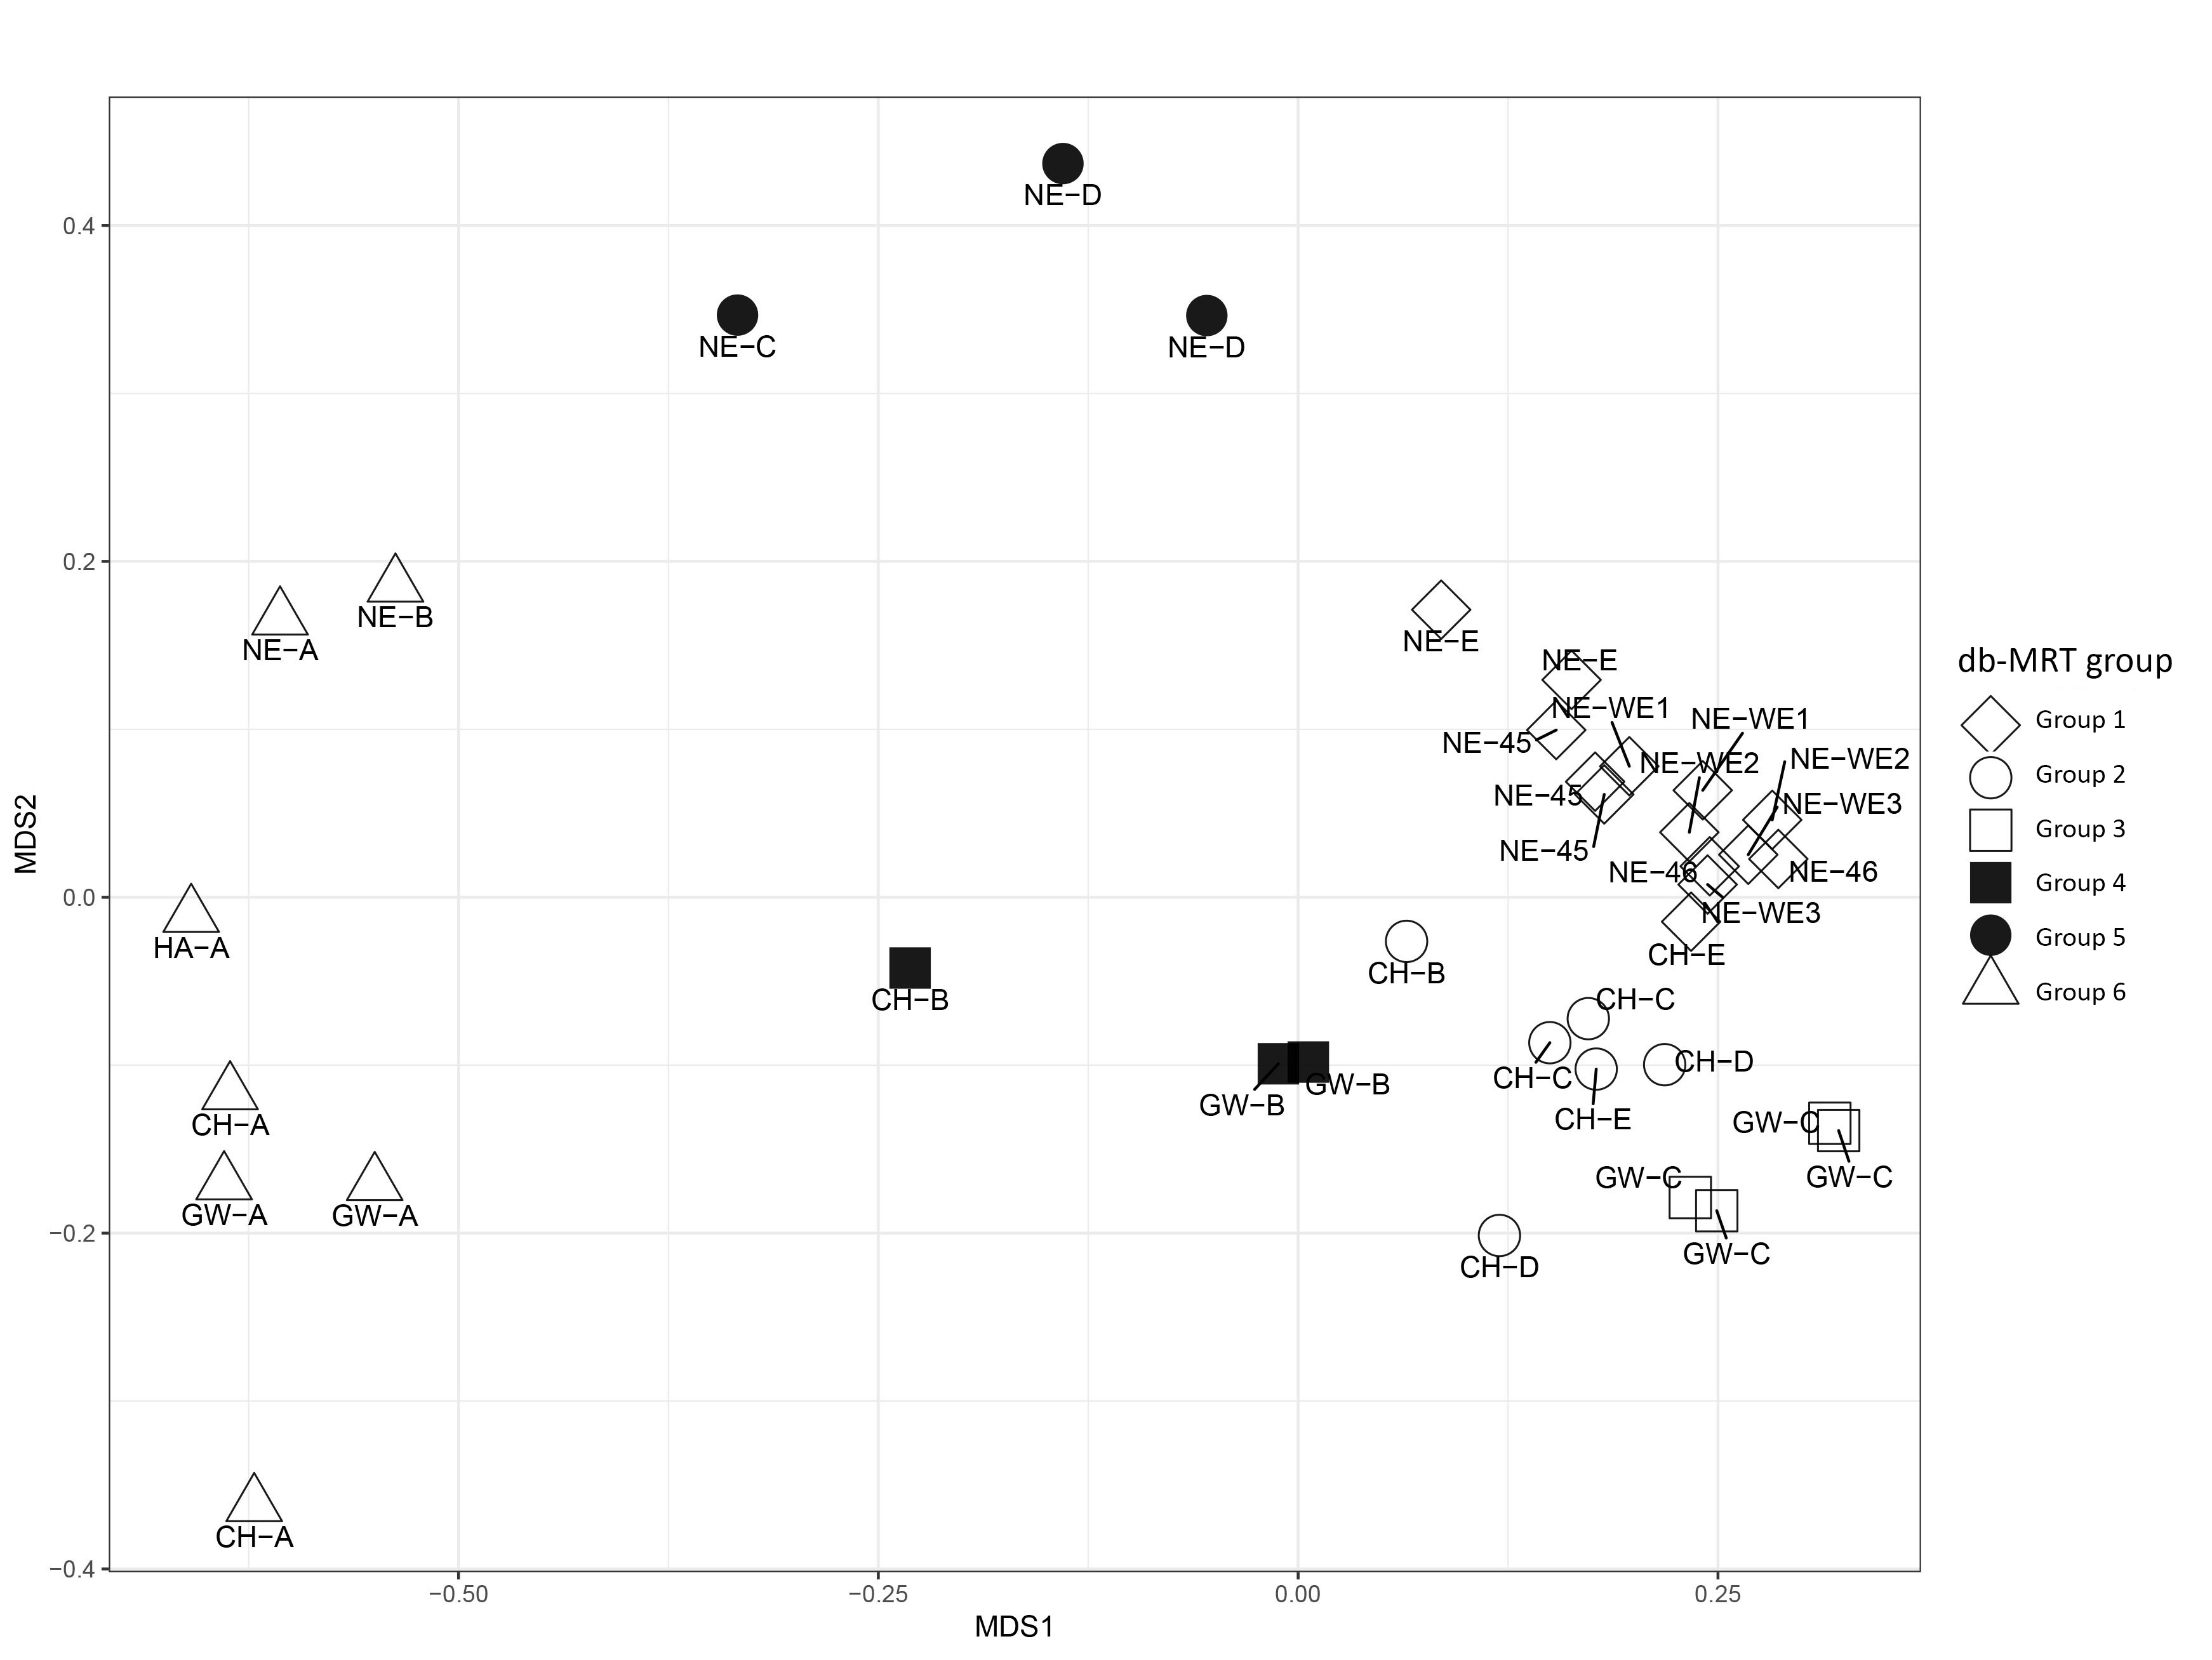 NE−D
0.4
NE−C
NE−D
0.2
NE−B
NE−A
NE−E
NE−E
NE−WE1
NE−WE1
NE−45
NE−WE2
NE−WE2
NE−45
NE−WE3
NE−45
NE−46
NE−46
0.0
NE−WE3
HA−A
CH−E
CH−B
CH−B
CH−C
CH−D
CH−C
GW−B
GW−B
CH−E
GW−C
CH−A
GW−C
GW−C
GW−A
GW−A
−0.2
GW−C
CH−D
CH−A
−0.4
−0.50
−0.25
0.00
0.25
MDS1
MDS2
db-MRT group
Group 1
Group 2
Group 3
Group 4
Group 5
Group 6